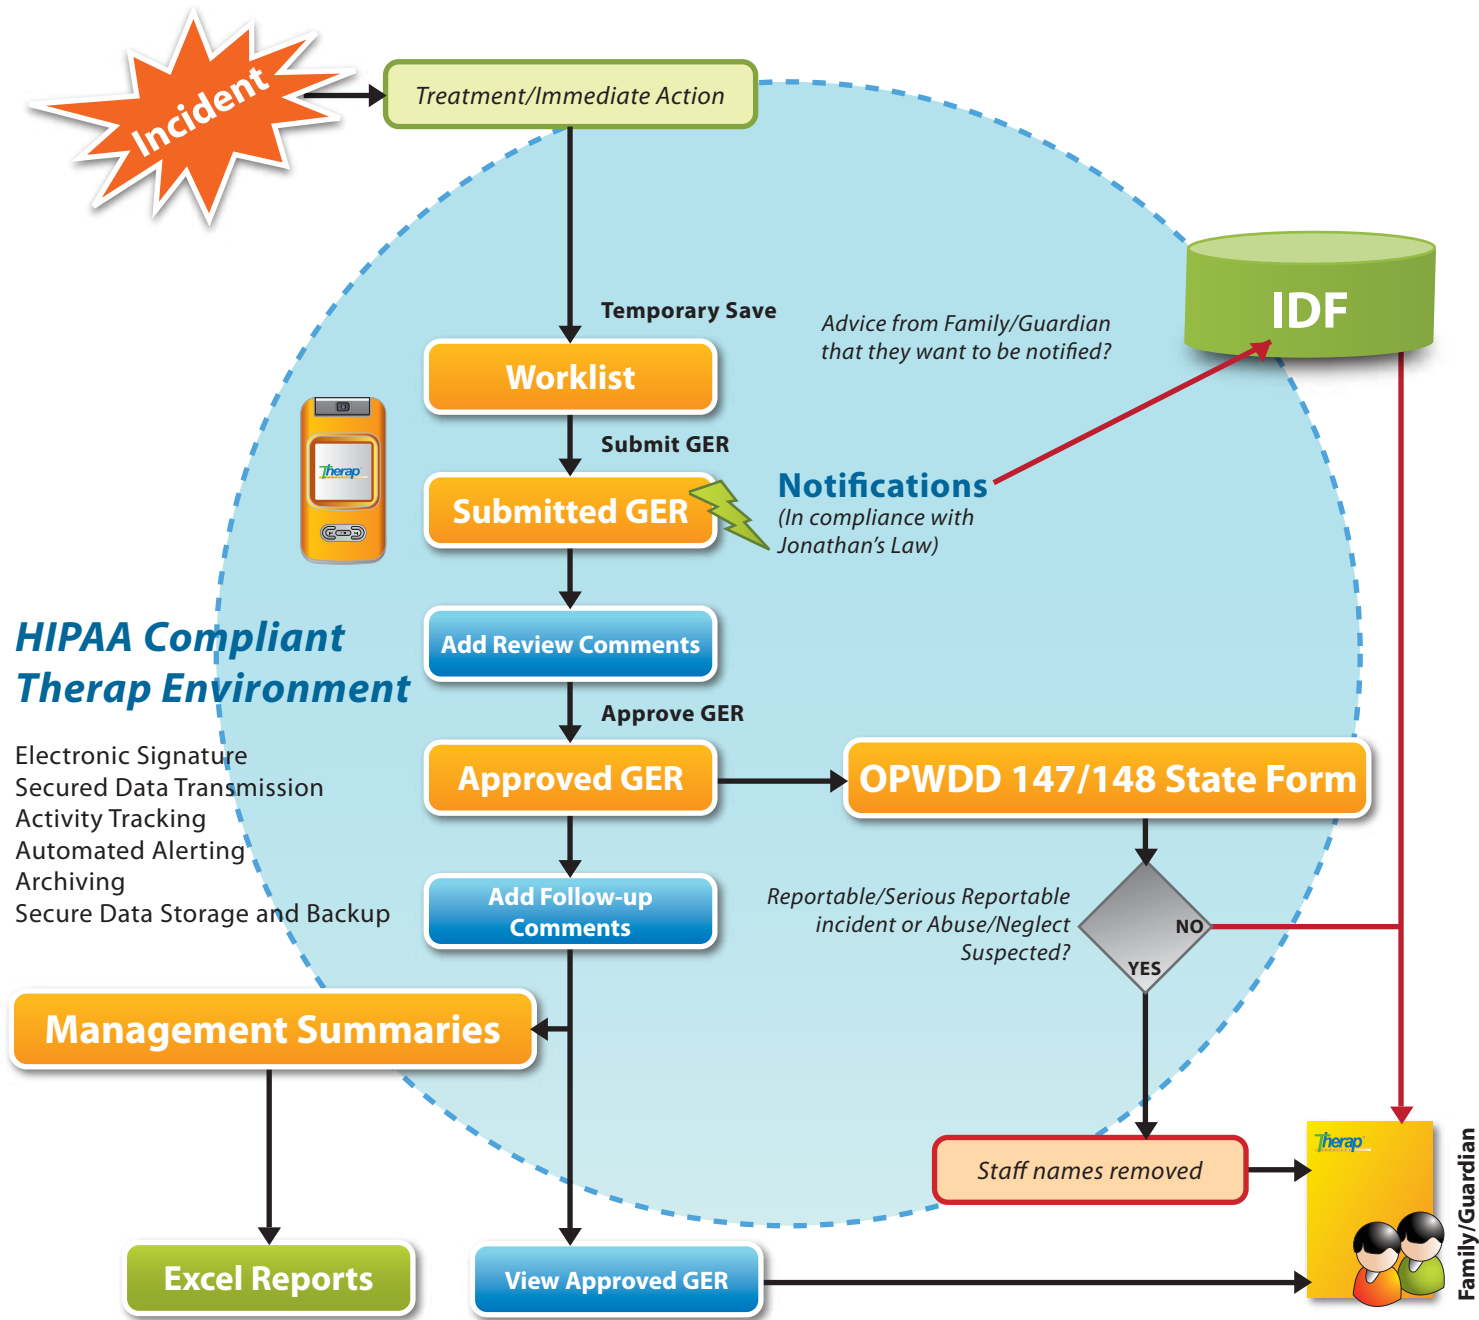 Incident
Treatment/Immediate Action
Temporary Save
Advice from Family/Guardian
that they want to be notified?
IDF
Worklist
Submit GER
Therap
Submitted GER
Notifications
(In compliance with
Jonathan's Law)
HIPAA Compliant
Therap Environment
Add Review Comments
Approve GER
Electronic Signature
Secured Data Transmission
Activity Tracking
Automated Alerting
Archiving
Secure Data Storage and Backup
Approved GER
OPWDD 147/148 State Form
Add Follow-up
Comments
Reportable/Serious Reportable
incident or Abuse/Neglect
Suspected?
NO
YES
Management Summaries
Staff names removed
Therap
Family/Guardian
Excel Reports
View Approved GER